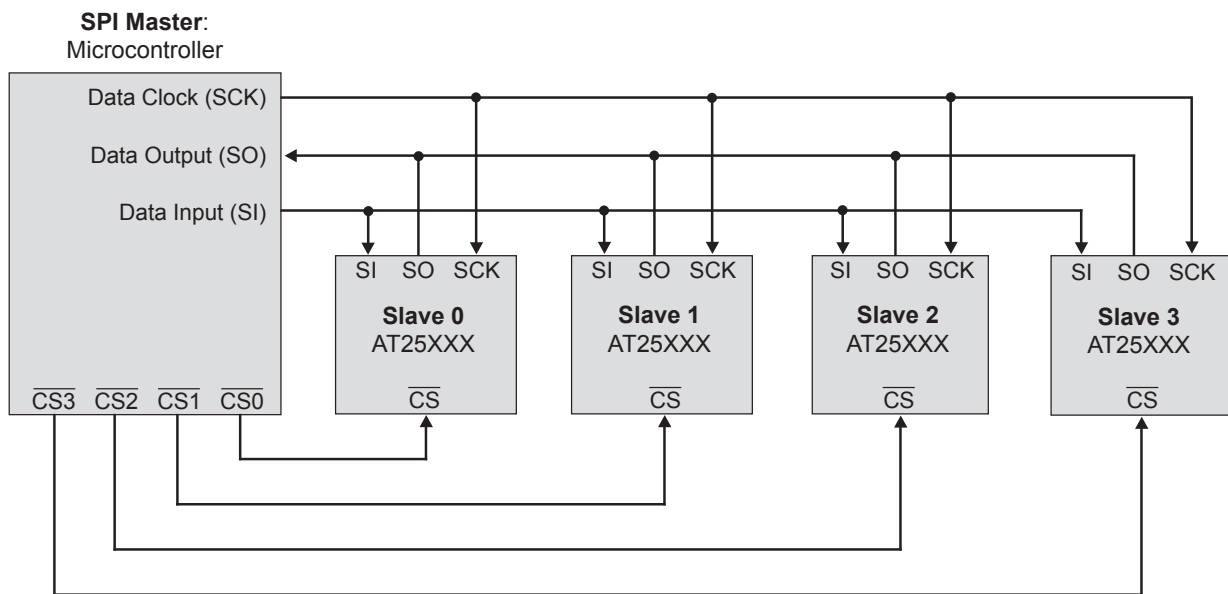 SPI Master:
Microcontroller
Data Clock (SCK)
Data Output (SO)
Data Input (SI)
CS3 CS2 CS1 CS0
SI SO SCK
Slave 0
AT25XXX
CS
SI SO SCK
Slave 1
AT25XXX
CS
SI SO SCK
Slave 2
AT25XXX
CS
SI SO SCK
Slave 3
AT25XXX
CS